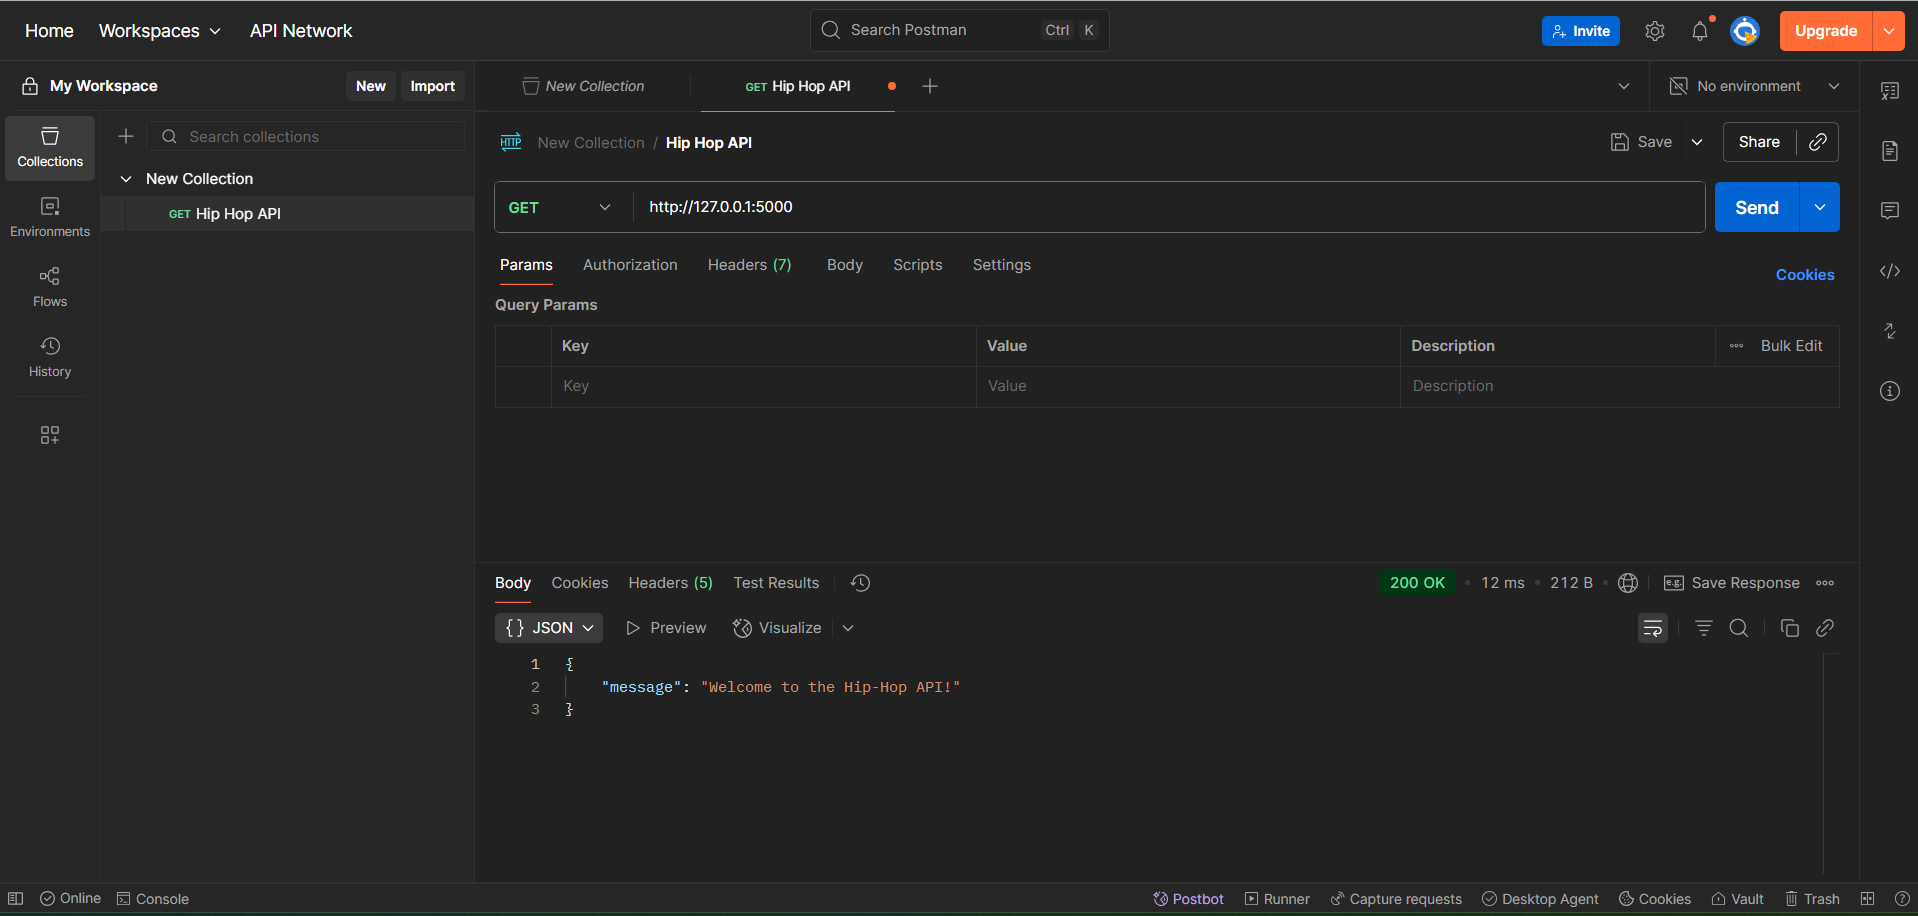 Home Workspaces API Network Search Postman Ctrl K Invite Upgrade
My Workspace New Import New Collection GET Hip Hop API No environment
Collections
Search collections
New Collection
GET Hip Hop API
Environments
Flows
History
HTTP New Collection / Hip Hop API Save Share
GET http://127.0.0.1:5000 Send
Params Authorization Headers (7) Body Scripts Settings Cookies
Query Params
Key Value Description Bulk Edit
Key Value Description
Body Cookies Headers (5) Test Results 200 OK 12 ms 212 B e.g. Save Response
{} JSON Preview Visualize
1 {
2 "message": "Welcome to the Hip-Hop API!"
3 }
Online Console Postbot Runner Capture requests Desktop Agent Cookies Vault Trash